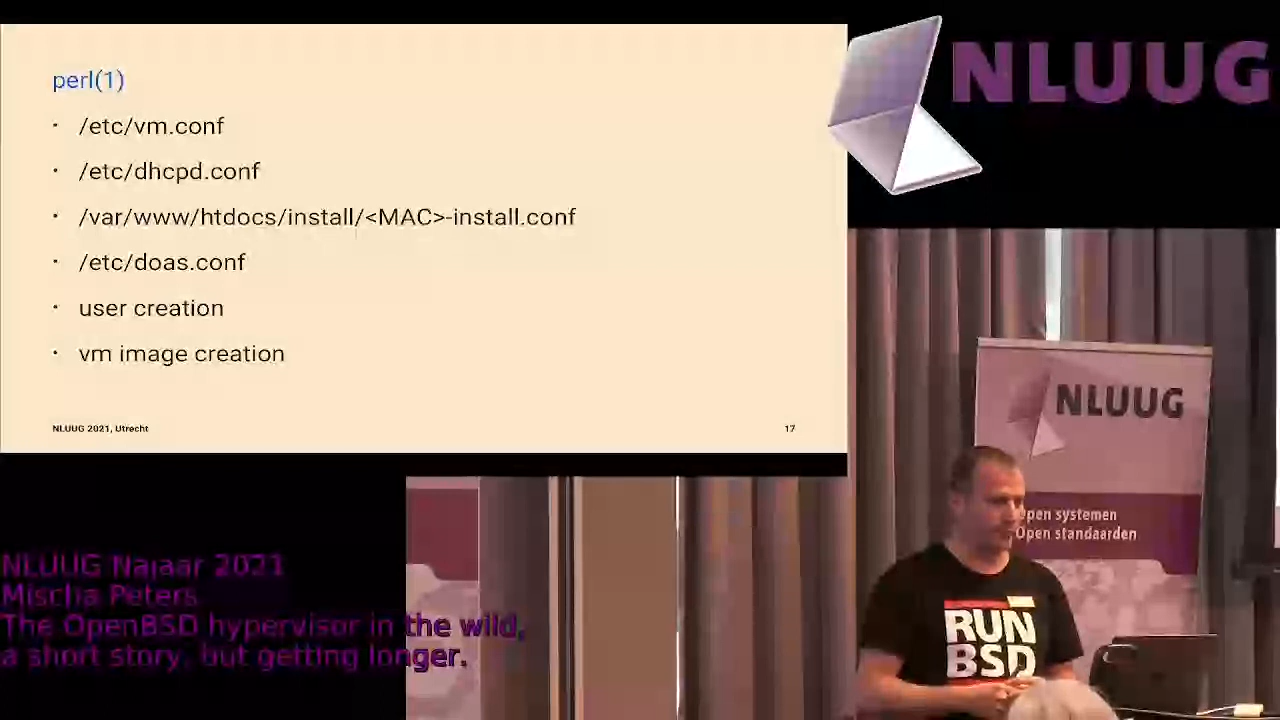 perl(1)
· /etc/vm.conf
· /etc/dhcpd.conf
· /var/www/htdocs/install/<MAC>-install.conf
· /etc/doas.conf
· user creation
· vm image creation
NLUUG 2021, Utrecht
17
NLUUG
NLUUG
Open systemen
Open standaarden
RUN
BSD
NLUUG Najaar 2021
Mischa Peters
The OpenBSD hypervisor in the wild,
a short story, but getting longer.